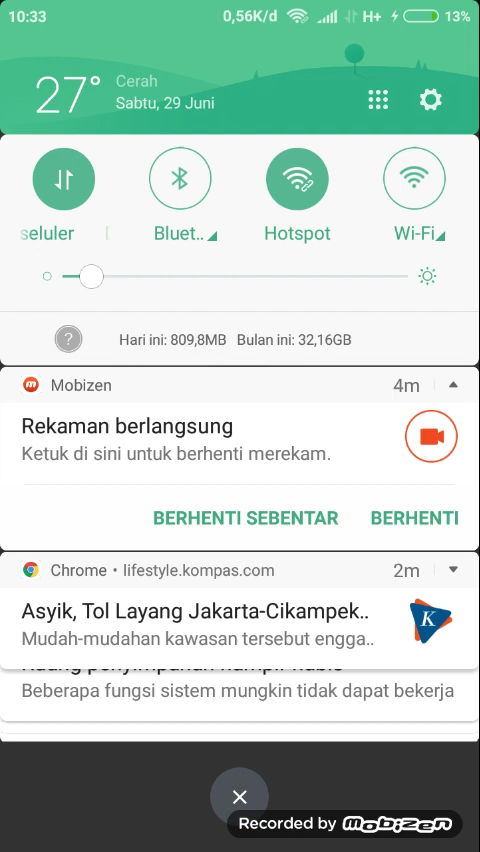 10:33
0,56K/d
H+
13%
27°
Cerah
Sabtu, 29 Juni
seluler
Bluet..
Hotspot
Wi-Fi
?
Hari ini: 809,8MB Bulan ini: 32,16GB
Mobizen
4m
Rekaman berlangsung
Ketuk di sini untuk berhenti merekam.
BERHENTI SEBENTAR
BERHENTI
Chrome • lifestyle.kompas.com
2m
Asyik, Tol Layang Jakarta-Cikampek..
K
Mudah-mudahan kawasan tersebut engga..
Beberapa fungsi sistem mungkin tidak dapat bekerja
Recorded by mobizen